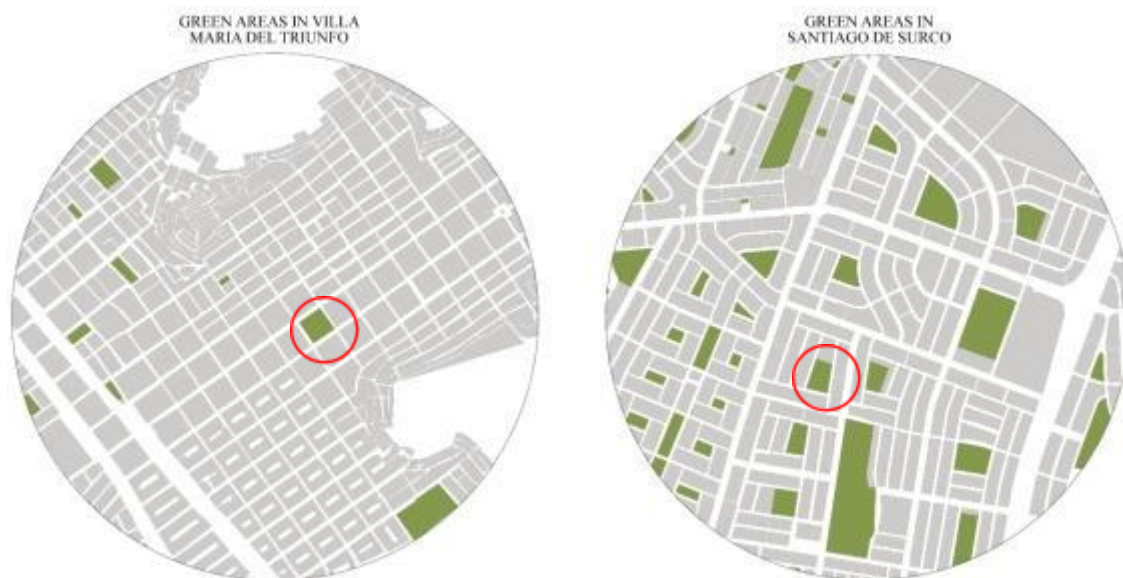 GREEN AREAS IN VILLA
MARIA DEL TRIUNFO
GREEN AREAS IN
SANTIAGO DE SURCO